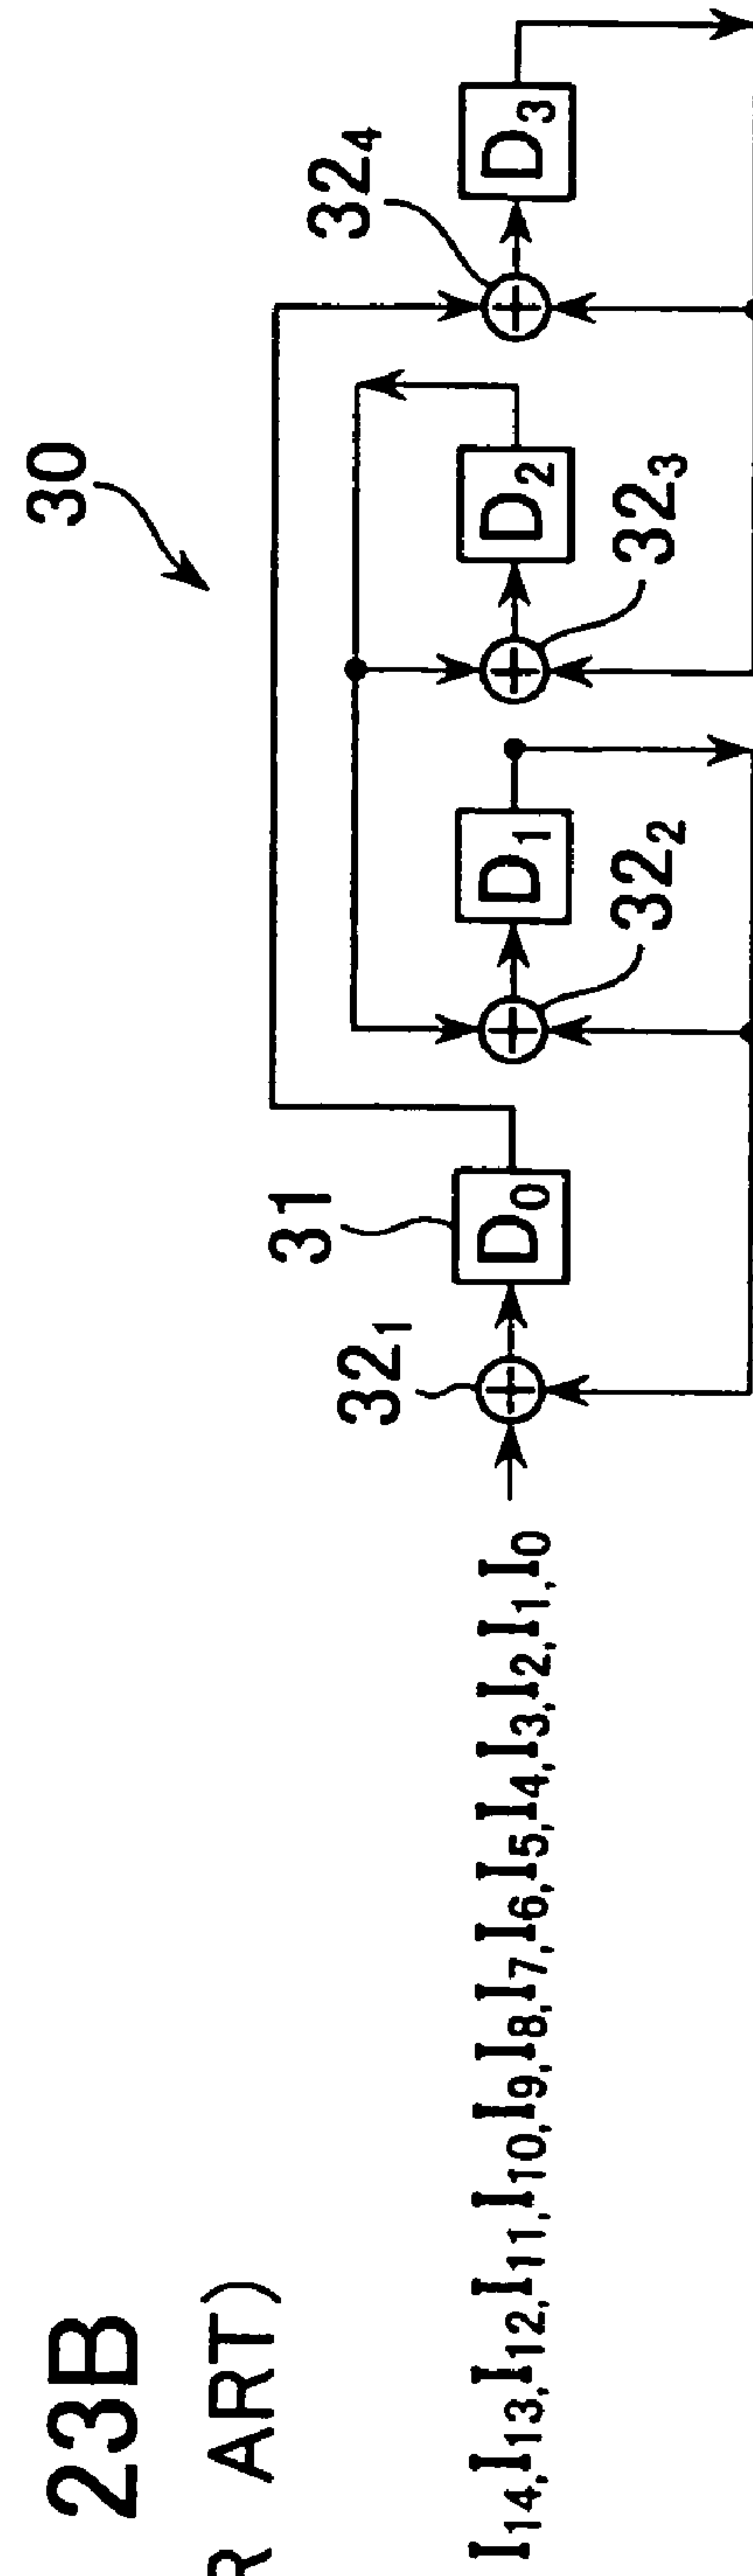 23B
R ART)
30
I14,I13,I12,I11,I10,I9,I8,I7,I6,I5,I4,I3,I2,I1,I0
321
31
D0
322
D1
323
D2
324
D3